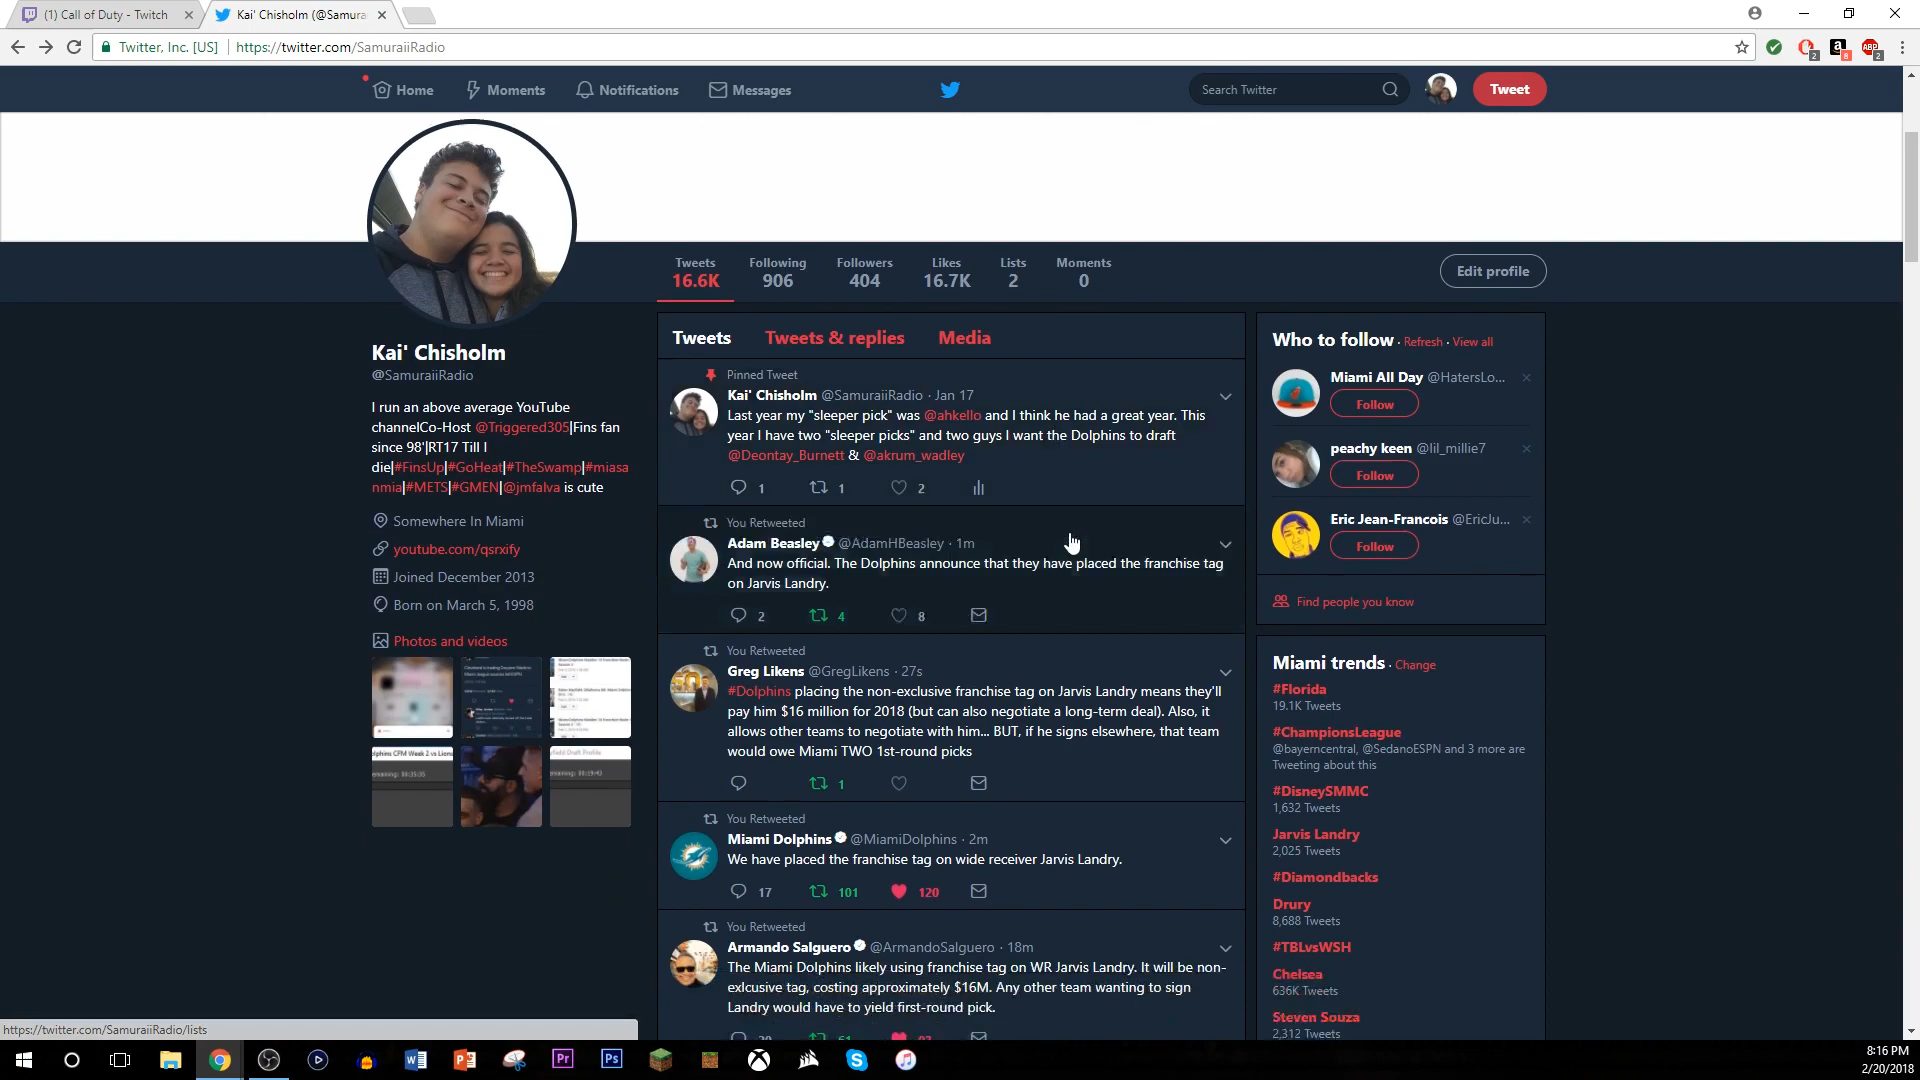 (1) Call of Duty - Twitch
Kai' Chisholm (@Samurai
Twitter, Inc. [US]
https://twitter.com/SamuraiiRadio
2
8
ABP
2
Home
Moments
Notifications
Messages
Search Twitter
Tweet
Tweets
16.6K
Following
906
Followers
404
Likes
16.7K
Lists
2
Moments
0
Edit profile
Kai' Chisholm
@SamuraiiRadio
I run an above average YouTube
channelCo-Host @Triggered305|Fins fan
since 98'|RT17 Till I
die|#FinsUp|#GoHeat|#TheSwamp|#miasa
nmia|#METS|#GMEN|@jmfalva is cute
Somewhere In Miami
youtube.com/qsrxify
Joined December 2013
Born on March 5, 1998
Photos and videos
Tweets
Tweets & replies
Media
Pinned Tweet
Kai' Chisholm @SamuraiiRadio · Jan 17
Last year my "sleeper pick" was @ahkello and I think he had a great year. This
year I have two "sleeper picks" and two guys I want the Dolphins to draft
@Deontay_Burnett & @akrum_wadley
1
1
2
You Retweeted
Adam Beasley @AdamHBeasley · 1m
And now official. The Dolphins announce that they have placed the franchise tag
on Jarvis Landry.
2
4
8
You Retweeted
Greg Likens @GregLikens · 27s
#Dolphins placing the non-exclusive franchise tag on Jarvis Landry means they'll
pay him $16 million for 2018 (but can also negotiate a long-term deal). Also, it
allows other teams to negotiate with him... BUT, if he signs elsewhere, that team
would owe Miami TWO 1st-round picks
1
You Retweeted
Miami Dolphins @MiamiDolphins · 2m
We have placed the franchise tag on wide receiver Jarvis Landry.
17
101
120
You Retweeted
Armando Salguero @ArmandoSalguero · 18m
The Miami Dolphins likely using franchise tag on WR Jarvis Landry. It will be non-
exlcusive tag, costing approximately $16M. Any other team wanting to sign
Landry would have to yield first-round pick.
Who to follow · Refresh · View all
Miami All Day @HatersLo...
Follow
peachy keen @lil_millie7
Follow
Eric Jean-Francois @EricJu...
Follow
Find people you know
Miami trends · Change
#Florida
19.1K Tweets
#ChampionsLeague
@bayerncentral, @SedanoESPN and 3 more are
Tweeting about this
#DisneySMMC
1,632 Tweets
Jarvis Landry
2,025 Tweets
#Diamondbacks
Drury
8,688 Tweets
#TBLvsWSH
Chelsea
636K Tweets
Steven Souza
2,312 Tweets
https://twitter.com/SamuraiiRadio/lists
Pr
Ps
8:16 PM
2/20/2018